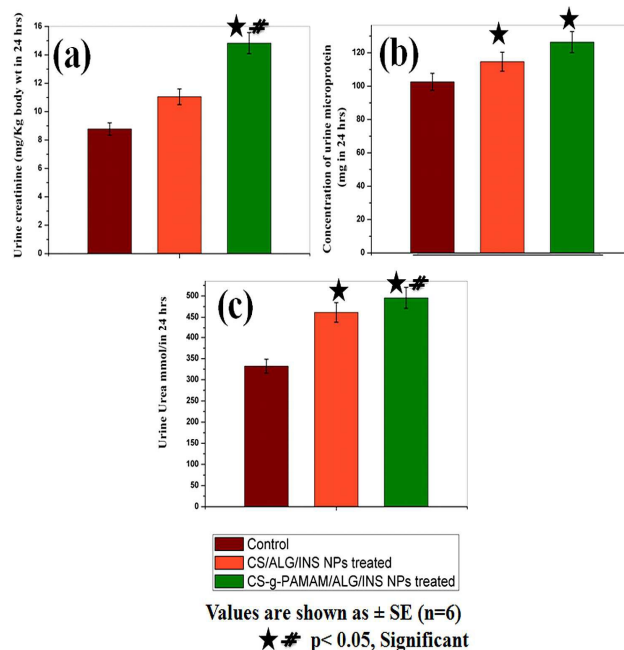 (a)
★#
Urine creatinine (mg/Kg body wt in 24 hrs)
16
14
12
10
8
6
4
2
0
(b)
★
★
Concentration of urine microprotein
(mg in 24 hrs)
120
100
80
60
40
20
0
(c)
★
★#
Urine Urea mmol/in 24 hrs
500
450
400
350
300
250
200
150
100
50
0
Control
CS/ALG/INS NPs treated
CS-g-PAMAM/ALG/INS NPs treated
Values are shown as ± SE (n=6)
★# p< 0.05, Significant